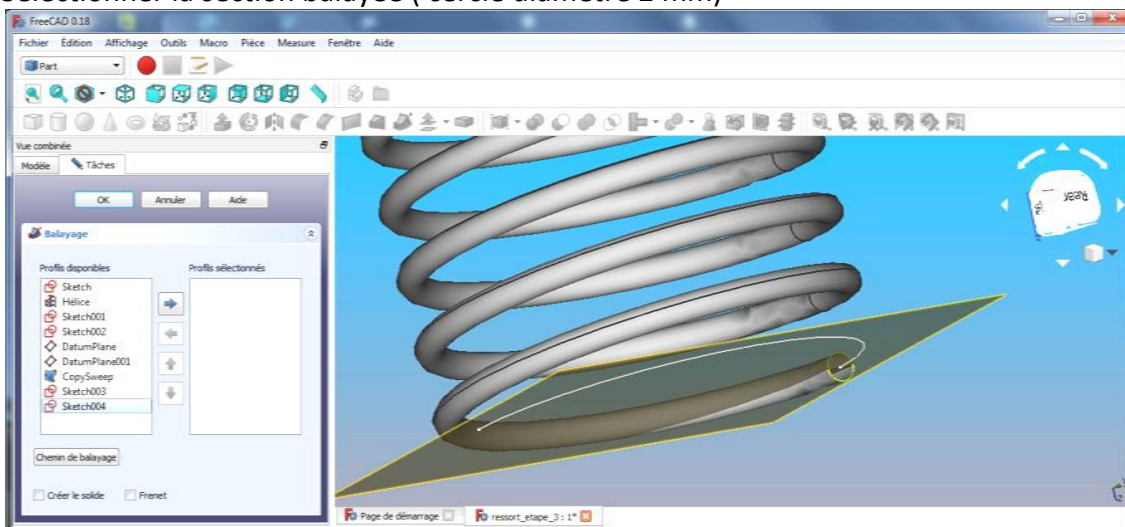 Sélectionner la section balayée ( cercle diamètre 2 mm)
FreeCAD 0.18
Fichier Édition Affichage Outils Macro Pièce Measure Fenêtre Aide
Part
Vue combinée
Modèle Tâches
OK Annuler Aide
Balayage
Profils disponibles Profils sélectionnés
Sketch
Hélice
Sketch001
Sketch002
DatumPlane
DatumPlane001
CopySweep
Sketch003
Sketch004
Chemin de balayage
Créer le solide Frenet
Rear
Page de démarrage ressort_etape_3 : 1*